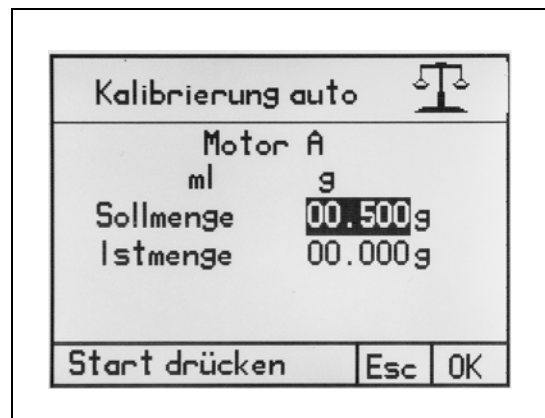 Kalibrierung auto
Motor A
ml g
Sollmenge 00.500g
Istmenge 00.000g
Start drücken Esc OK